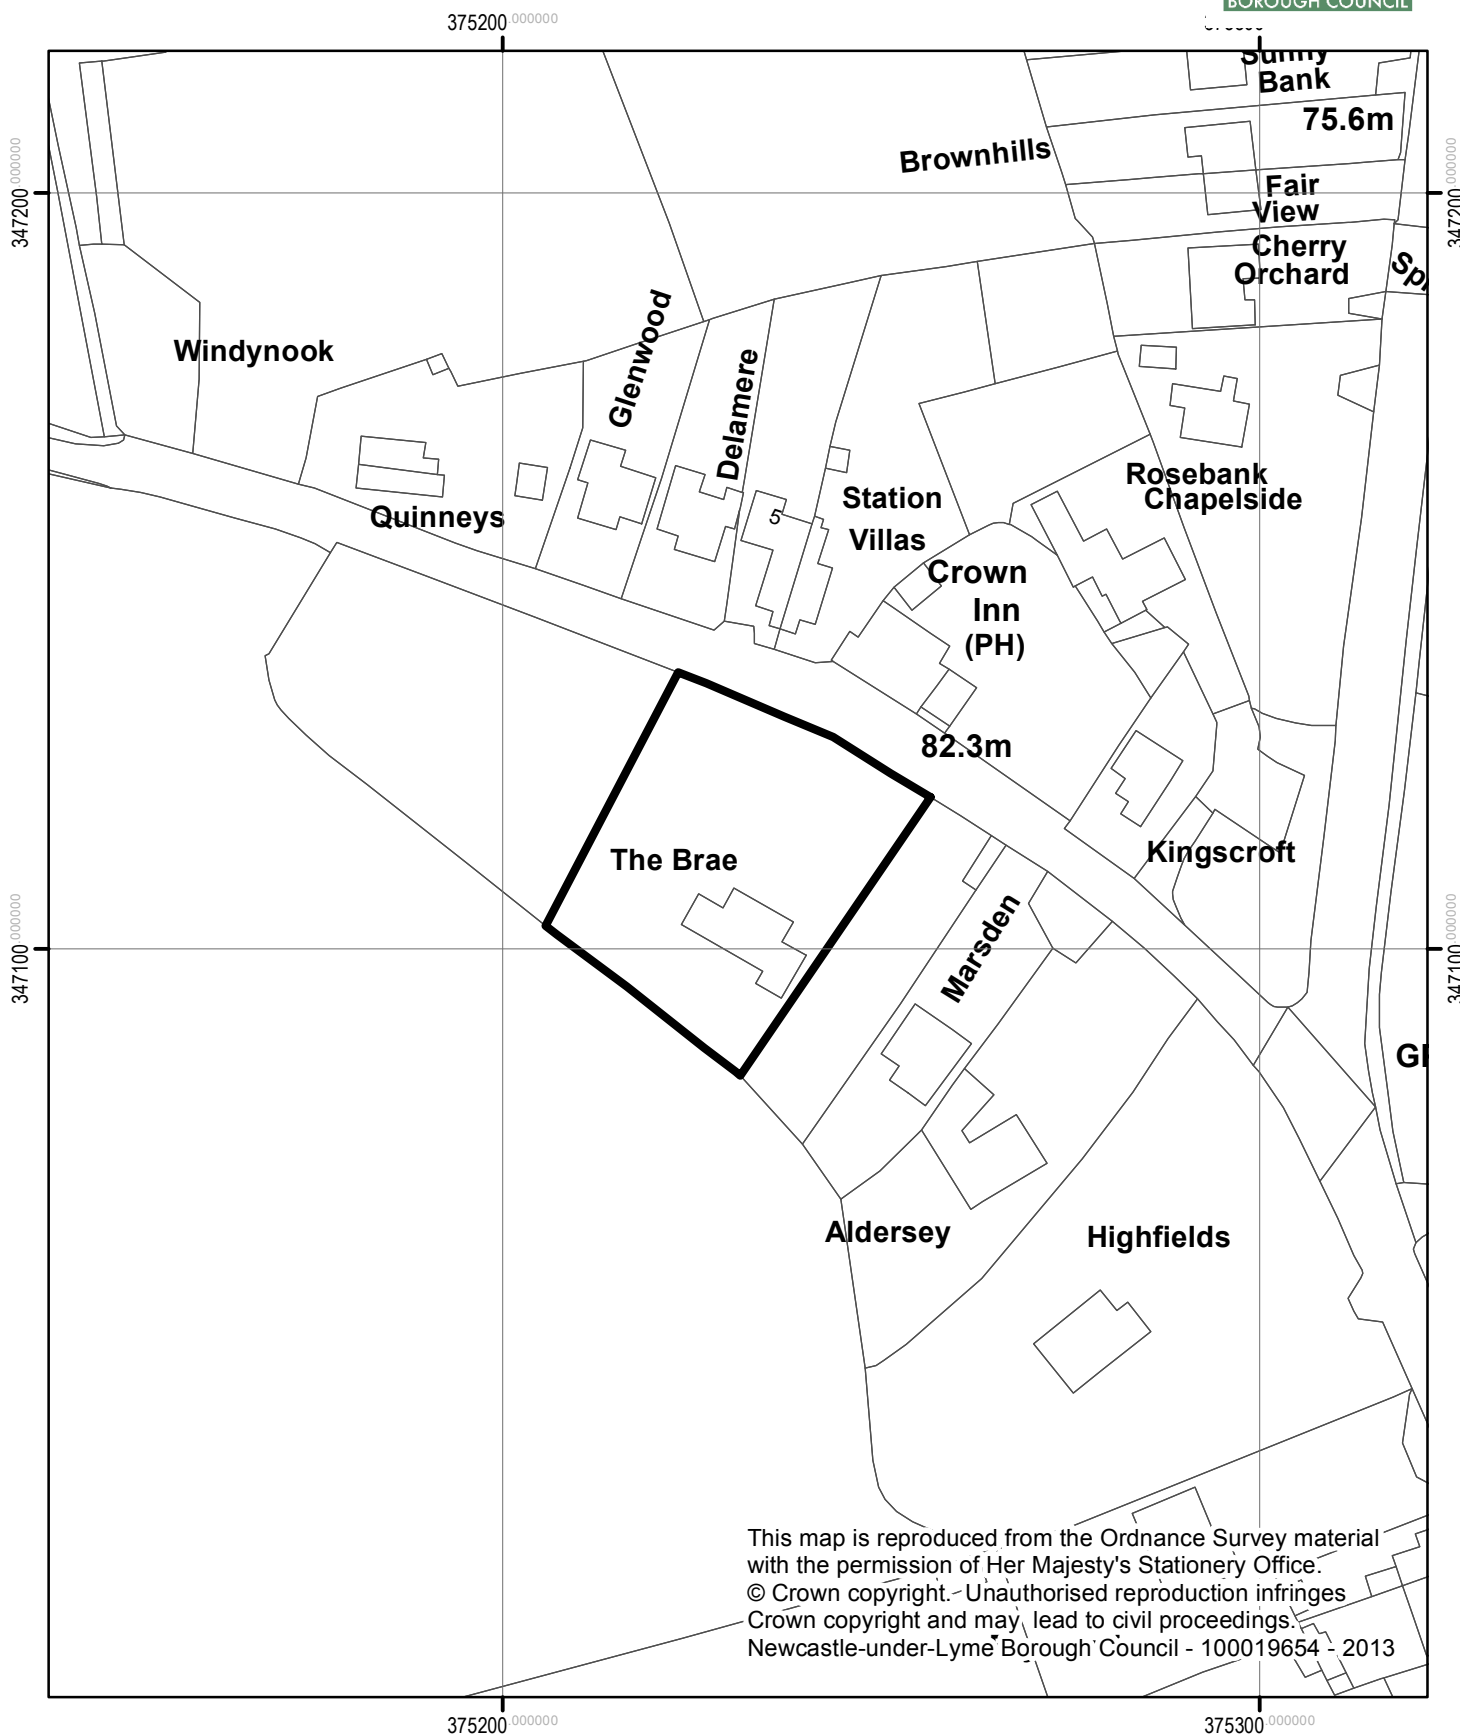 BOROUGH COUNCIL
375200.000000
347200.000000
347200.000000
Sunny
Bank
75.6m
Brownhills
Fair
View
Cherry
Orchard
Windynook
Glenwood
Delamere
Rosebank
Chapelside
Station
Villas
5
Quinneys
Crown
Inn
(PH)
82.3m
The Brae
Kingscroft
Marsden
347100.000000
347100.000000
Aldersey
Highfields
This map is reproduced from the Ordnance Survey material
with the permission of Her Majesty's Stationery Office.
© Crown copyright. Unauthorised reproduction infringes
Crown copyright and may lead to civil proceedings.
Newcastle-under-Lyme Borough Council - 100019654 - 2013
375200.000000
375300.000000